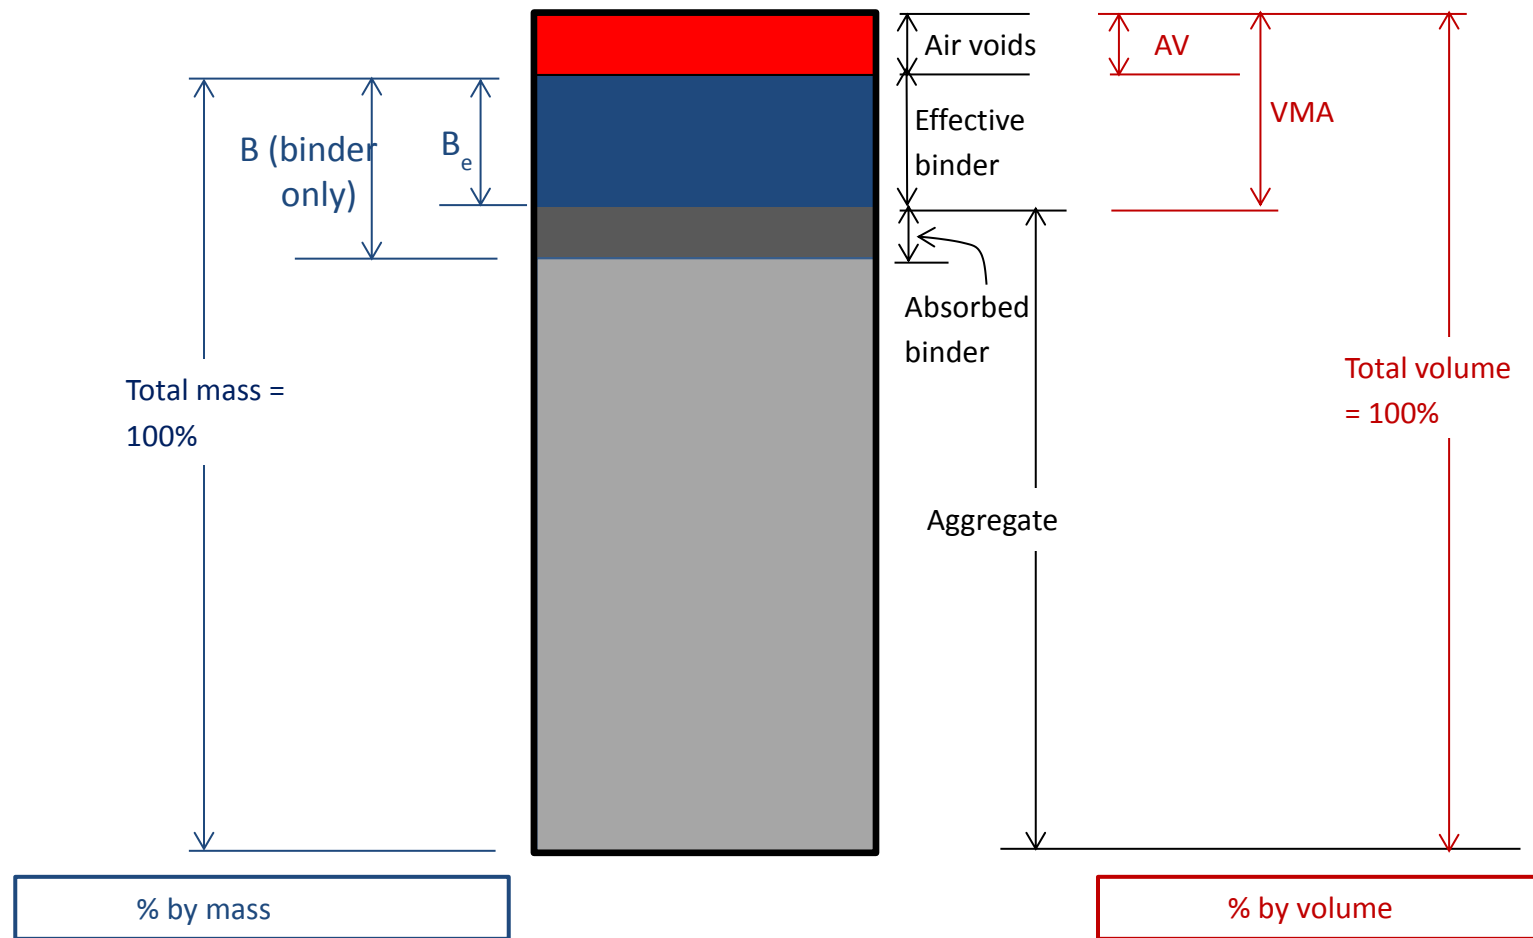 Air voids
AV
Effective
binder
VMA
B (binder
only)
Bₑ
Absorbed
binder
Total mass =
100%
Total volume
= 100%
Aggregate
% by mass
% by volume